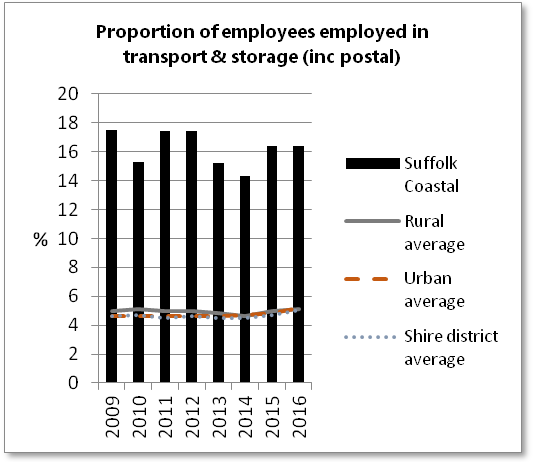 Proportion of employees employed in
transport & storage (inc postal)
20
18
16
14
12
10
8
6
4
2
0
%
2009
2010
2011
2012
2013
2014
2015
2016
Suffolk
Coastal
Rural
average
Urban
average
Shire district
average